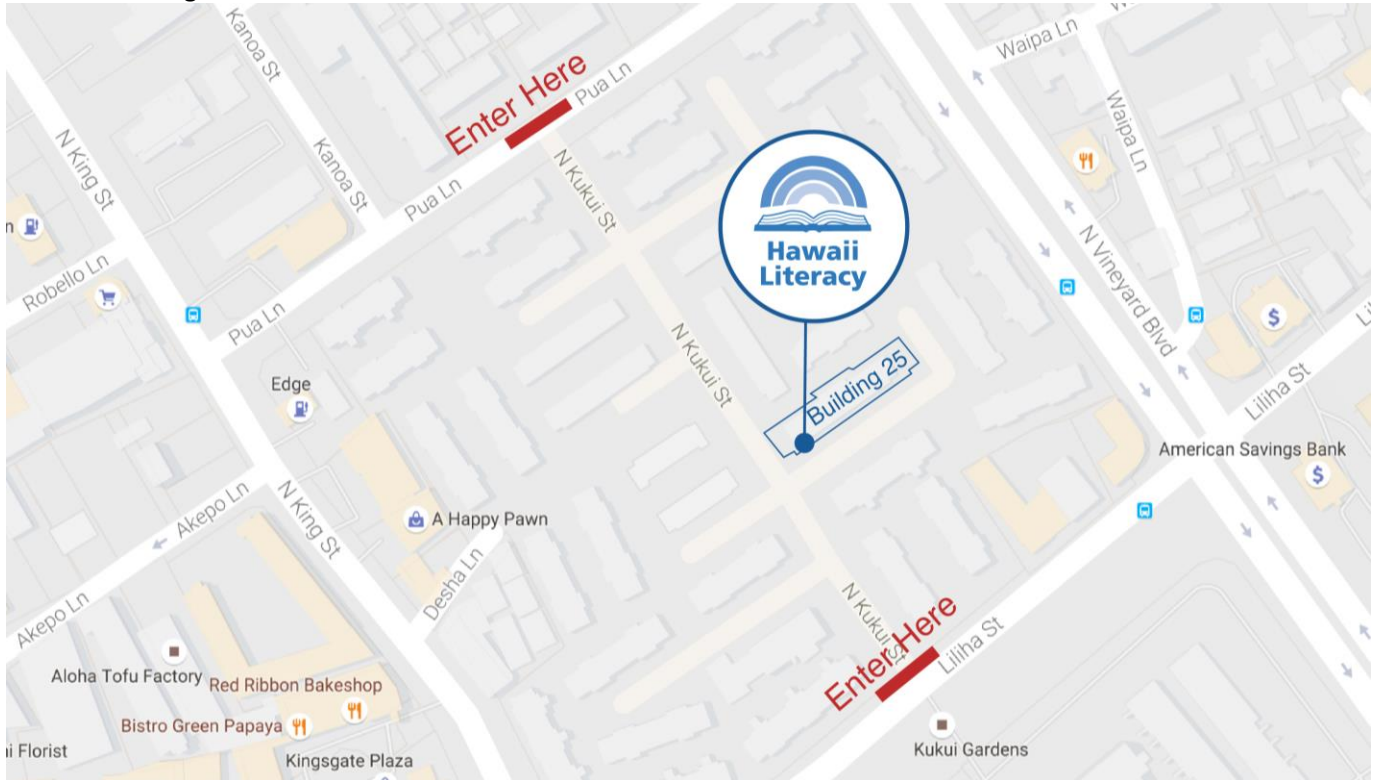 Kanoa St
Waipa Ln
Enter Here
Pua Ln
N King St
Kanoa St
Waipa Ln
N Kukui St
Pua Ln
Hawaii
Literacy
N Vineyard Blvd
Robello Ln
Pua Ln
N Kukui St
Building 25
Edge
Liliha St
American Savings Bank
Akepo Ln
N King St
A Happy Pawn
Desha Ln
Akepo Ln
N Kukui St
Enter Here
Liliha St
Aloha Tofu Factory
Red Ribbon Bakeshop
Bistro Green Papaya
Kukui Gardens
Florist
Kingsgate Plaza